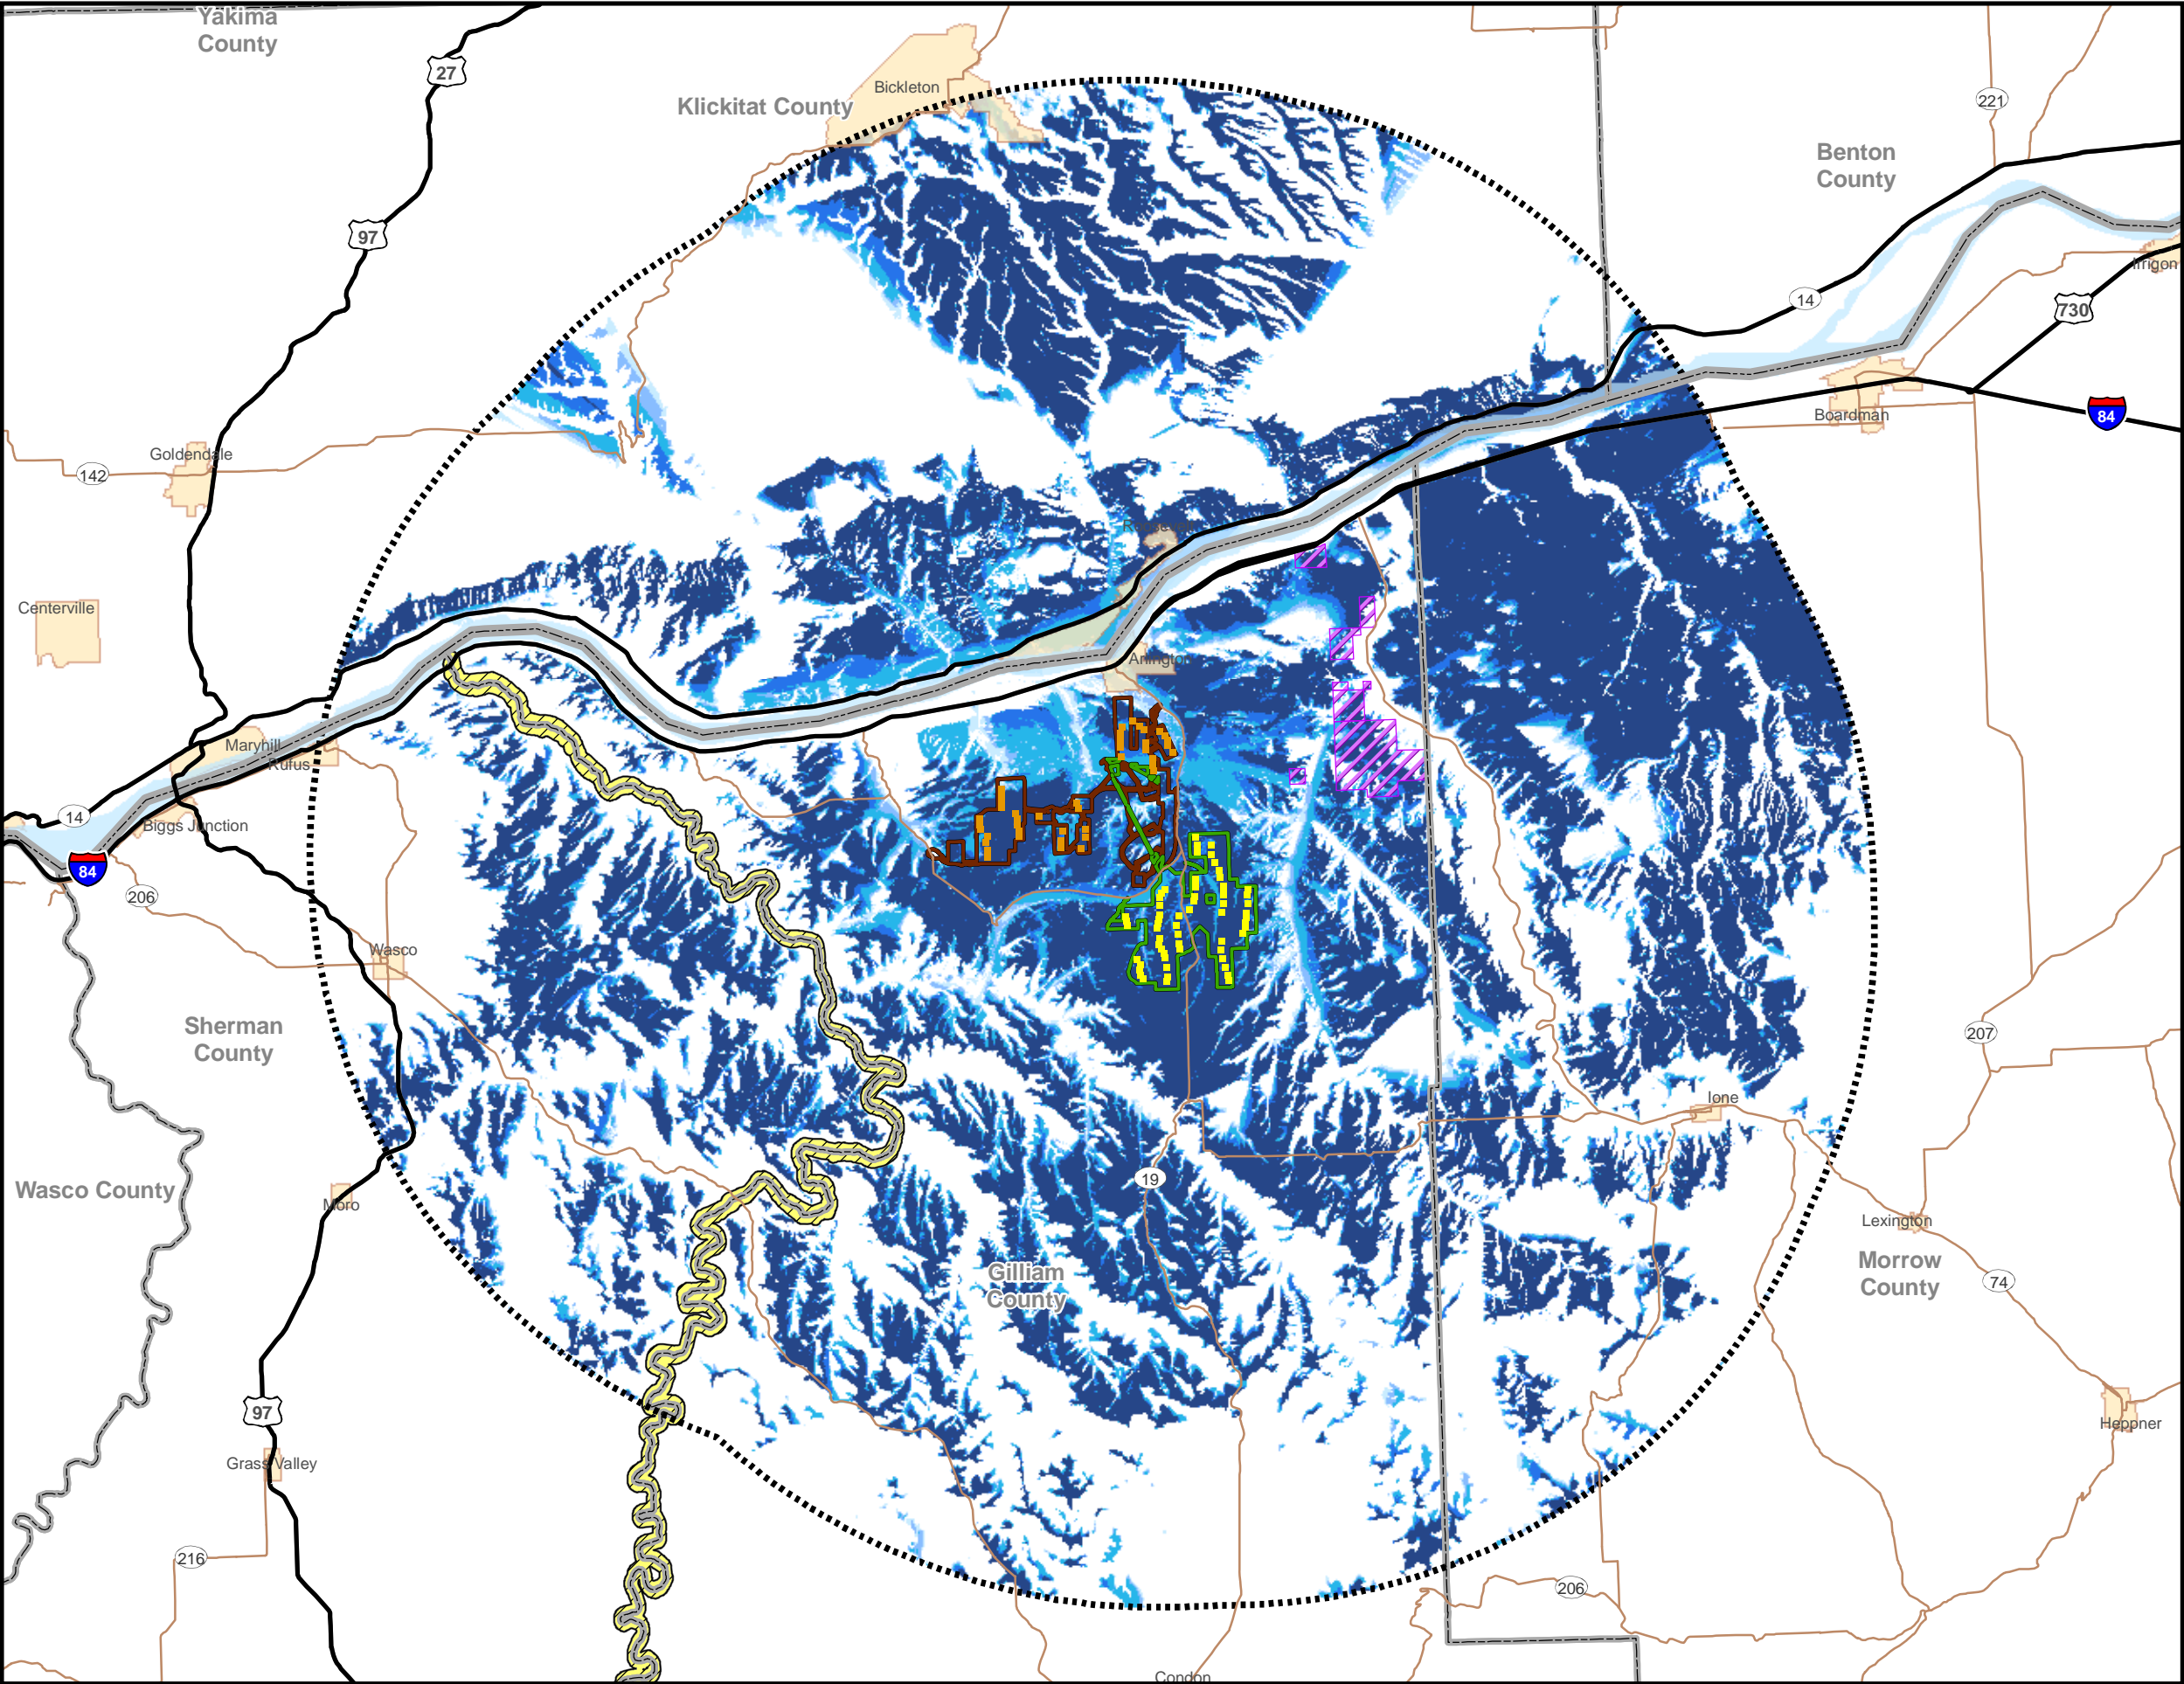 Yakima
County
27
Bickleton
Klickitat County
221
Benton
County
97
Irrigon
14
730
84
Boardman
Goldendale
142
Centerville
Arlington
Maryhill
Rufus
14
Biggs Junction
84
206
Wasco
Sherman
County
207
Ione
19
Wasco County
Moro
Lexington
Morrow
County
Gilliam
County
74
97
Heppner
Grass Valley
216
206
Condon